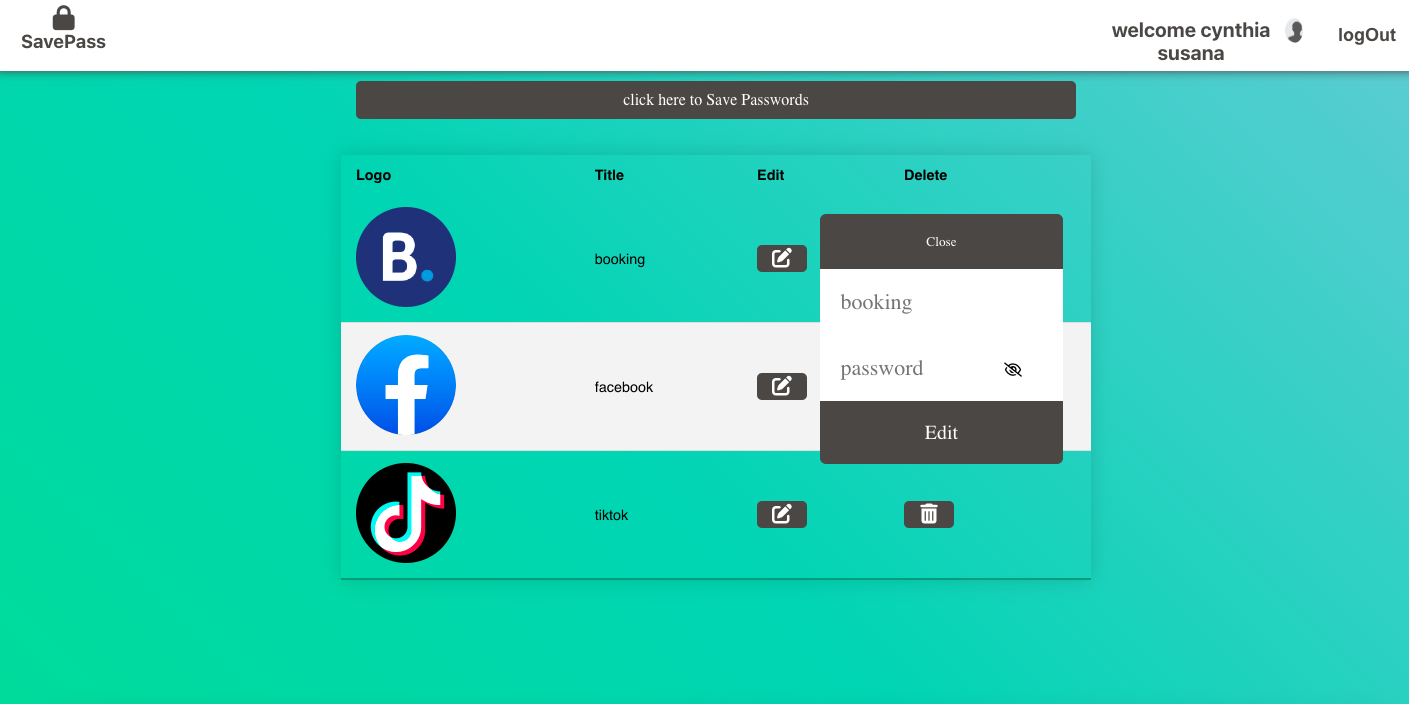 SavePass
welcome cynthia
susana
logOut
click here to Save Passwords
Logo Title Edit Delete
B.
booking
Close
booking
password
Edit
f
facebook
tiktok